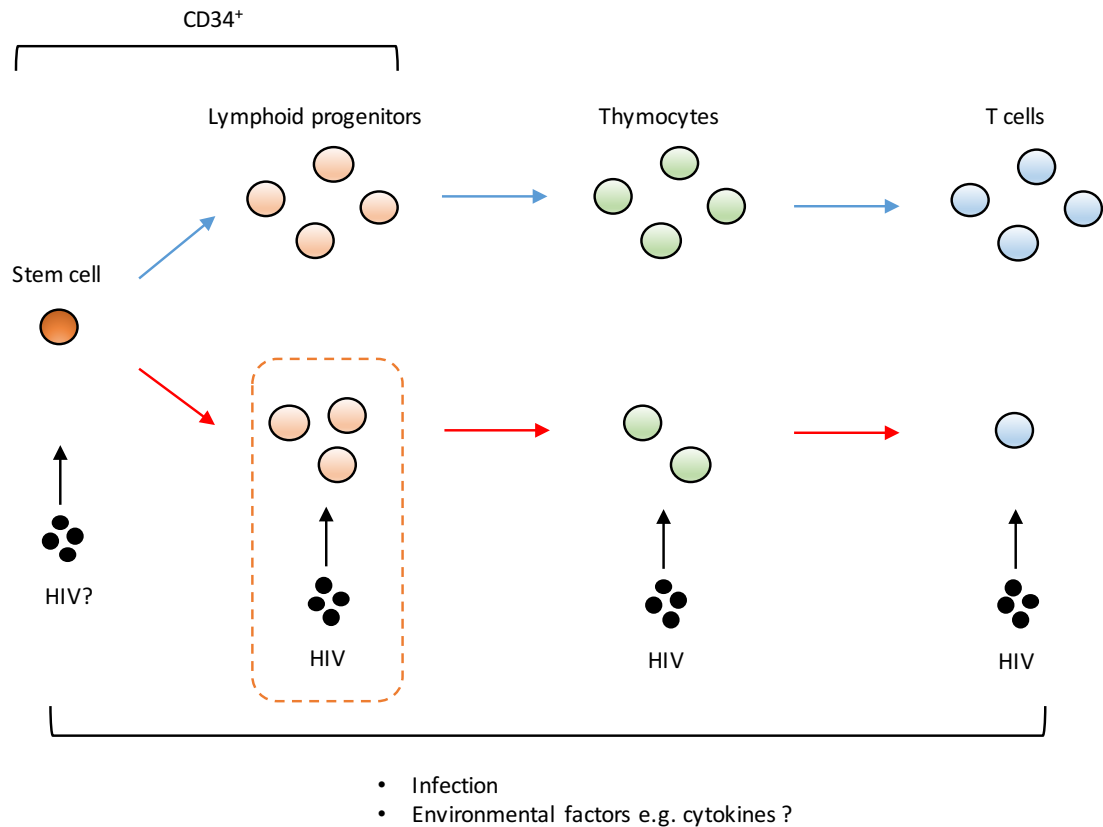 CD34⁺
Lymphoid progenitors
Thymocytes
T cells
Stem cell
HIV?
HIV
HIV
HIV
• Infection
• Environmental factors e.g. cytokines ?